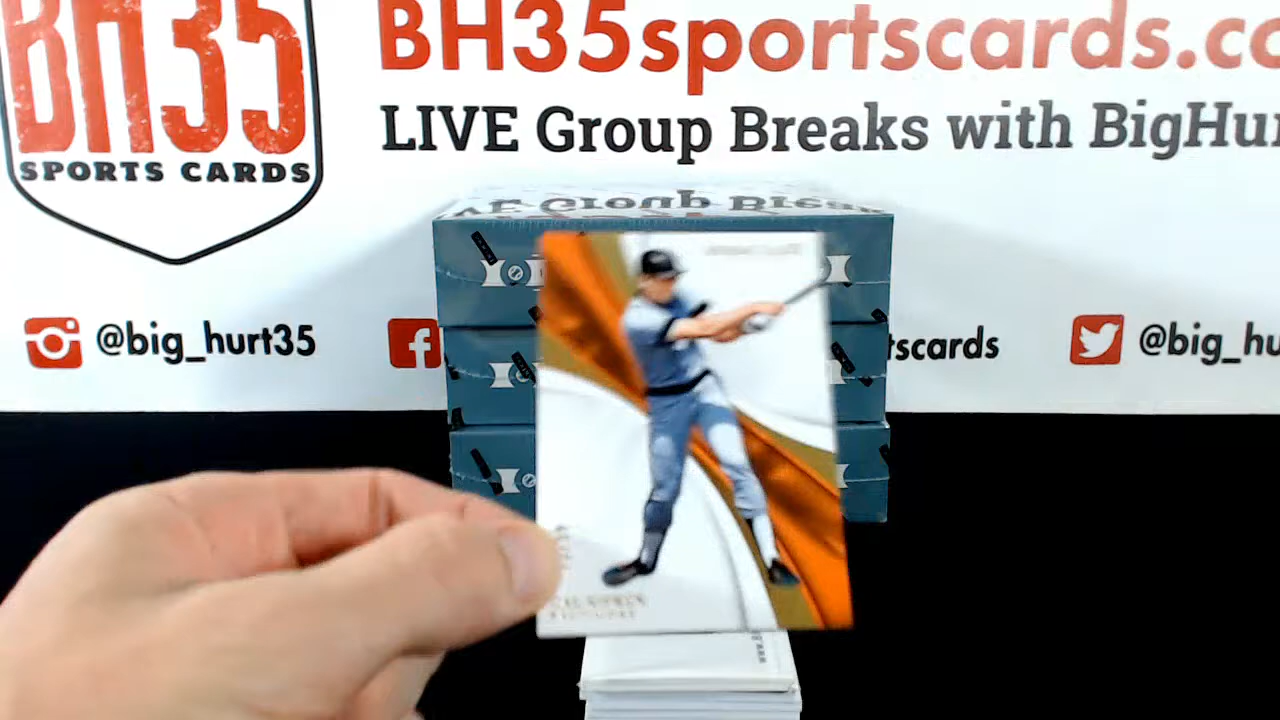 BH35
SPORTS CARDS
BH35sportscards.co
LIVE Group Breaks with BigHur
@big_hurt35
tscards
@big_hu